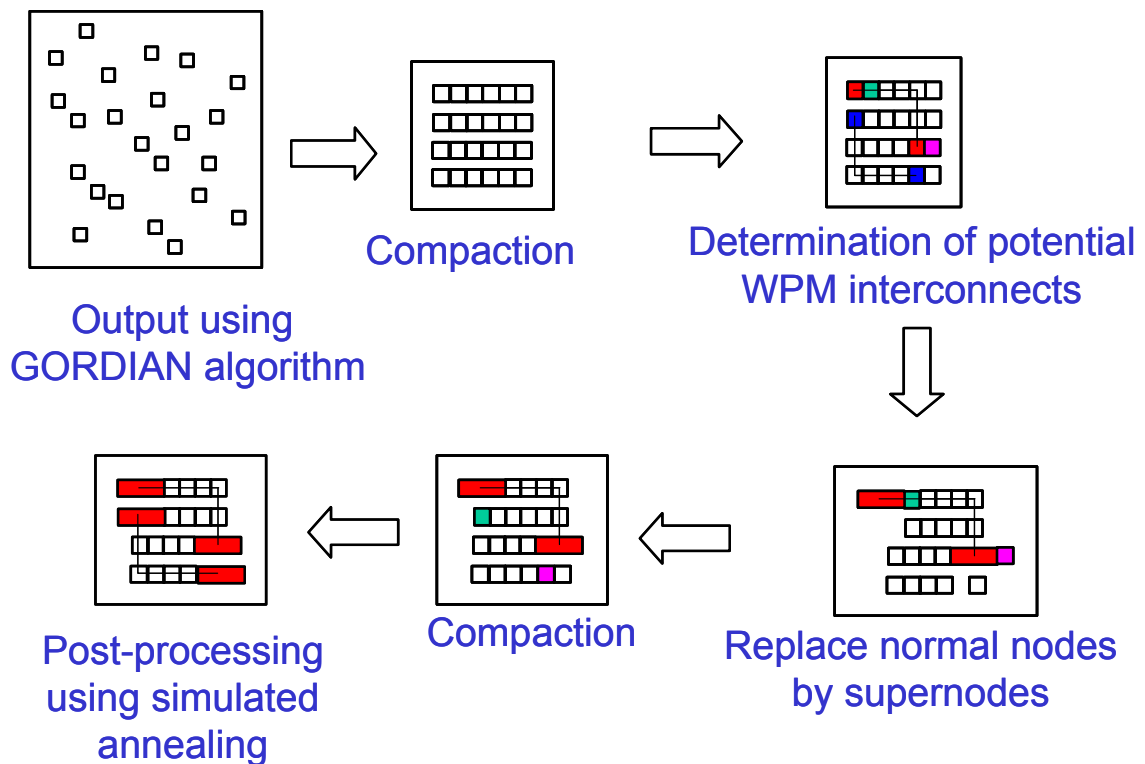 Output using
GORDIAN algorithm
Compaction
Determination of potential
WPM interconnects
Replace normal nodes
by supernodes
Compaction
Post-processing
using simulated
annealing